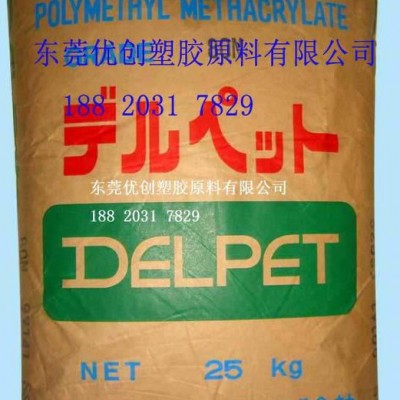 POLYMETHYL METHACRYLATE
东莞优创塑胶原料有限公司
GRADE 80N
188 2031 7829
デルペット
东莞优创塑胶原料有限公司
188 2031 7829
DELPET
NET 25 kg